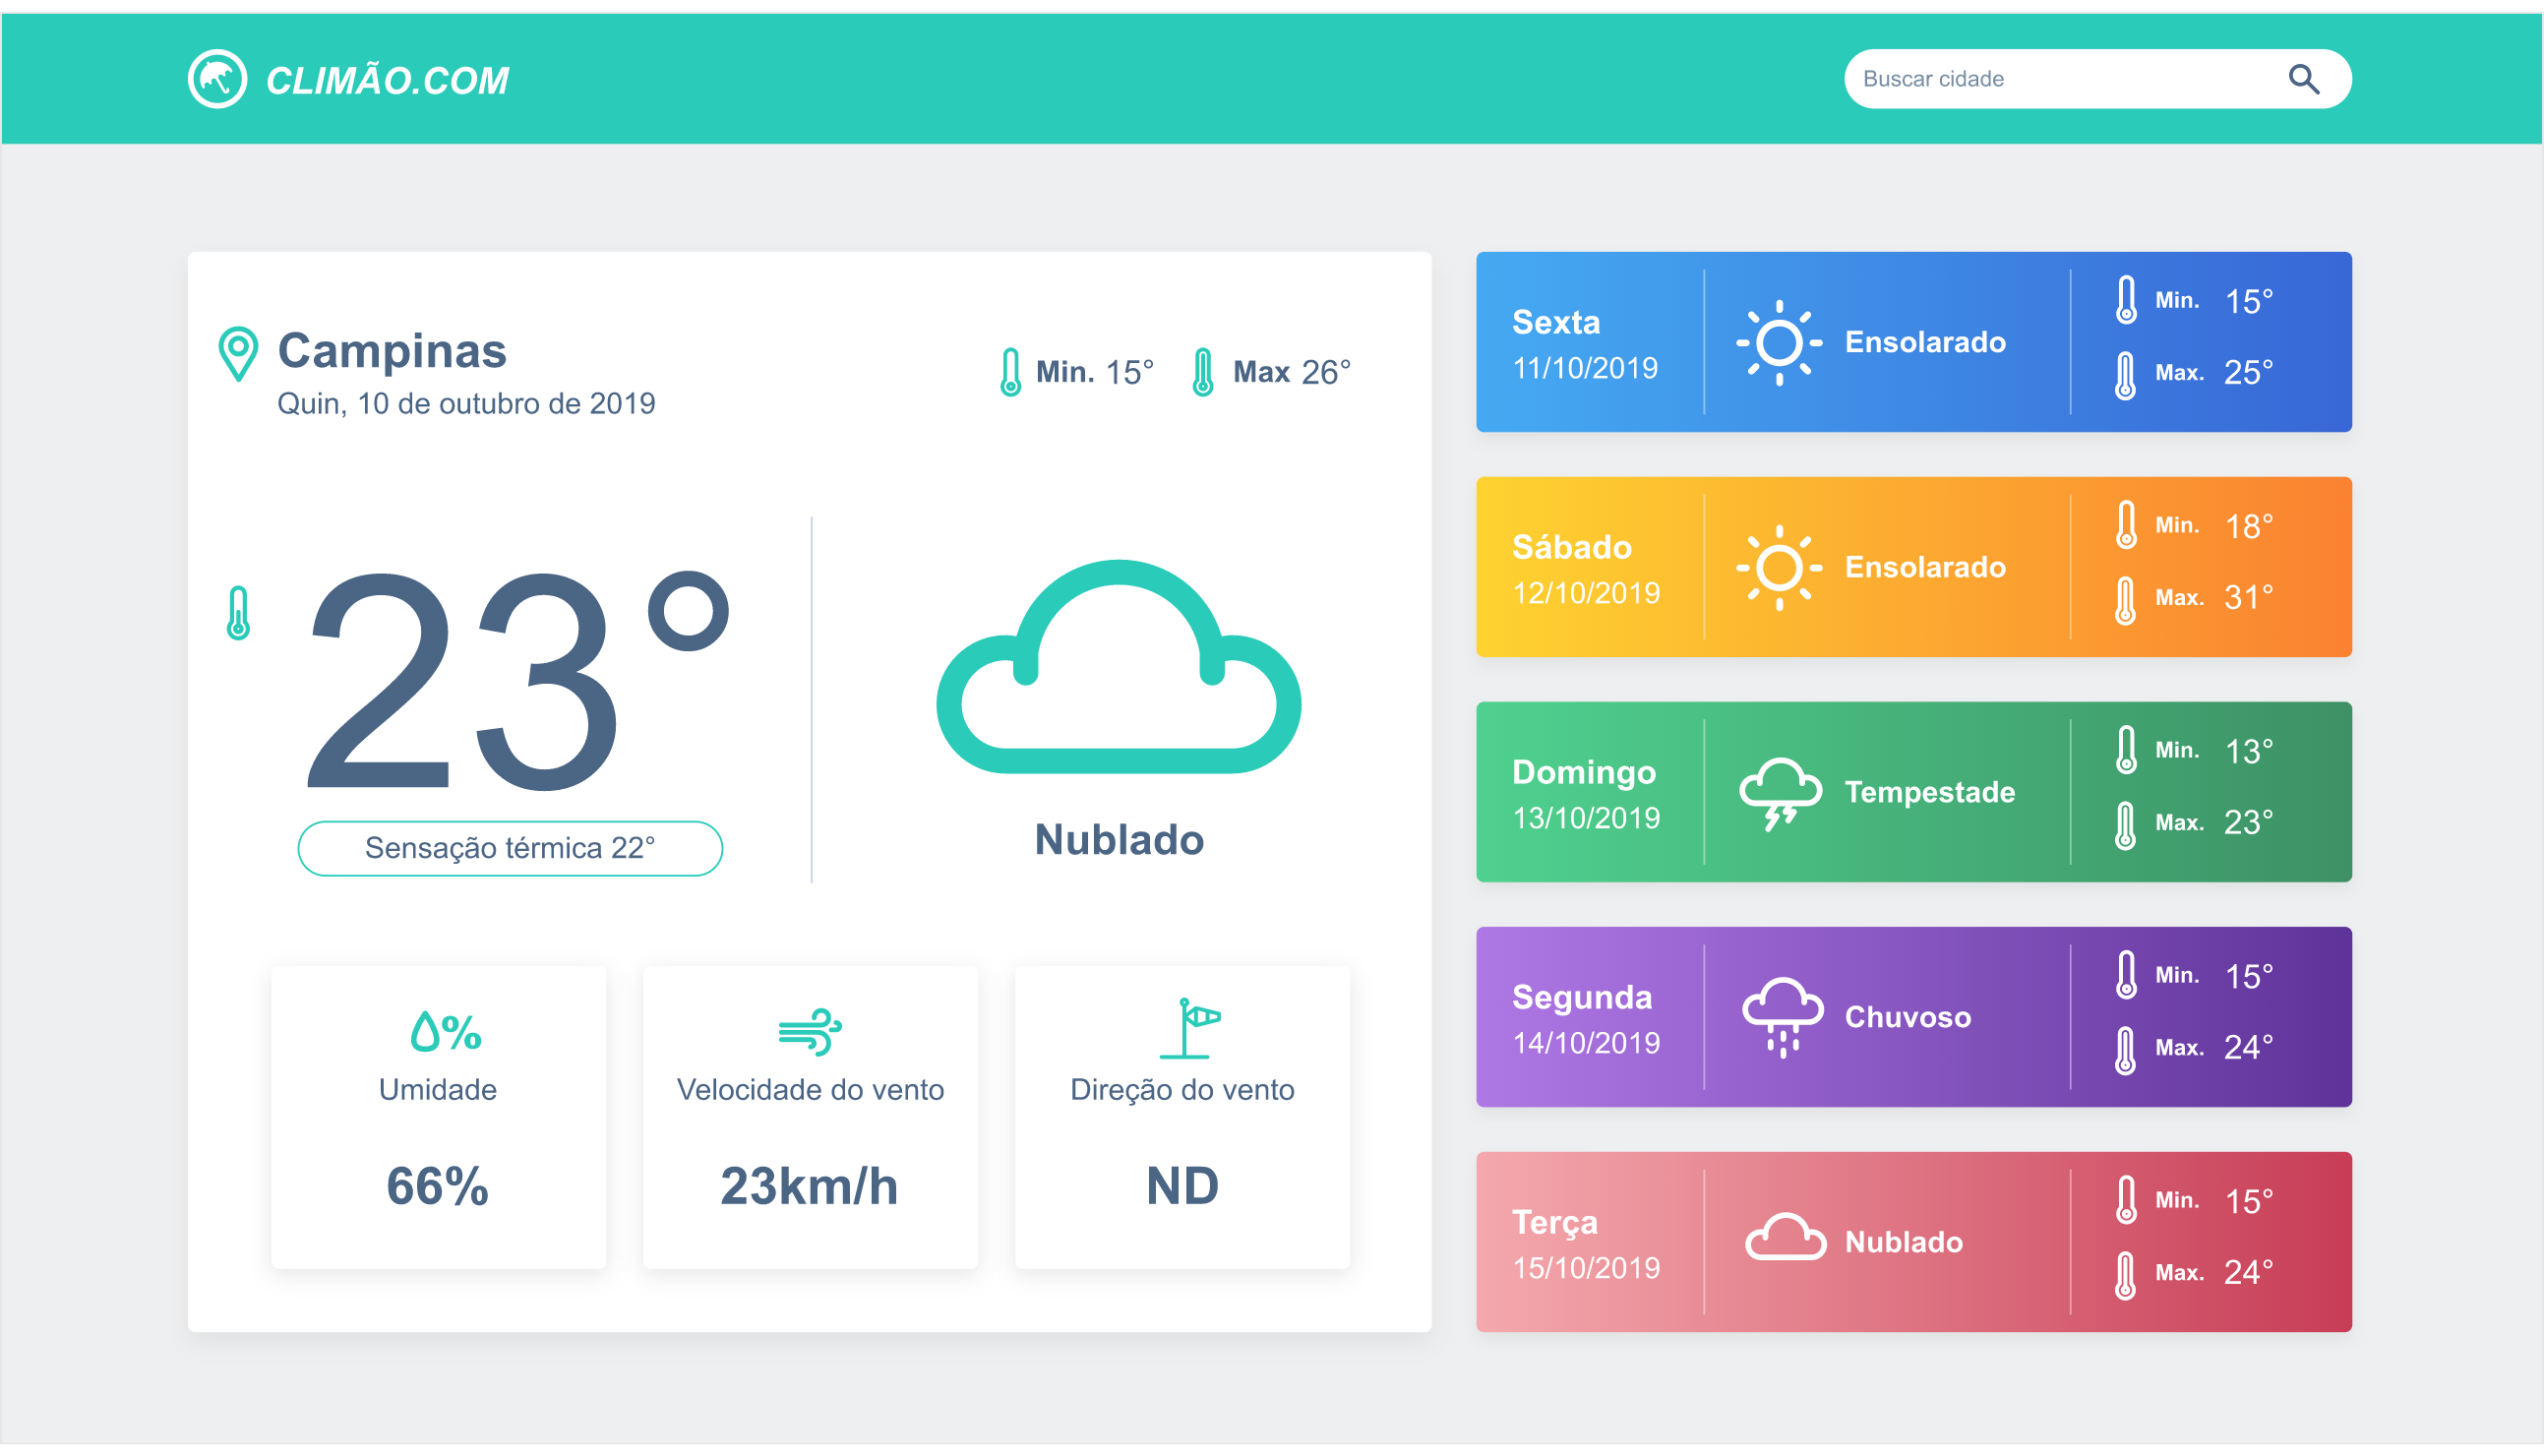 CLIMÃO.COM
Buscar cidade
Campinas
Quin, 10 de outubro de 2019
Min. 15°
Max 26°
23°
Sensação térmica 22°
Nublado
%
Umidade
66%
Velocidade do vento
23km/h
Direção do vento
ND
Sexta
11/10/2019
Ensolarado
Min. 15°
Max. 25°
Sábado
12/10/2019
Ensolarado
Min. 18°
Max. 31°
Domingo
13/10/2019
Tempestade
Min. 13°
Max. 23°
Segunda
14/10/2019
Chuvoso
Min. 15°
Max. 24°
Terça
15/10/2019
Nublado
Min. 15°
Max. 24°